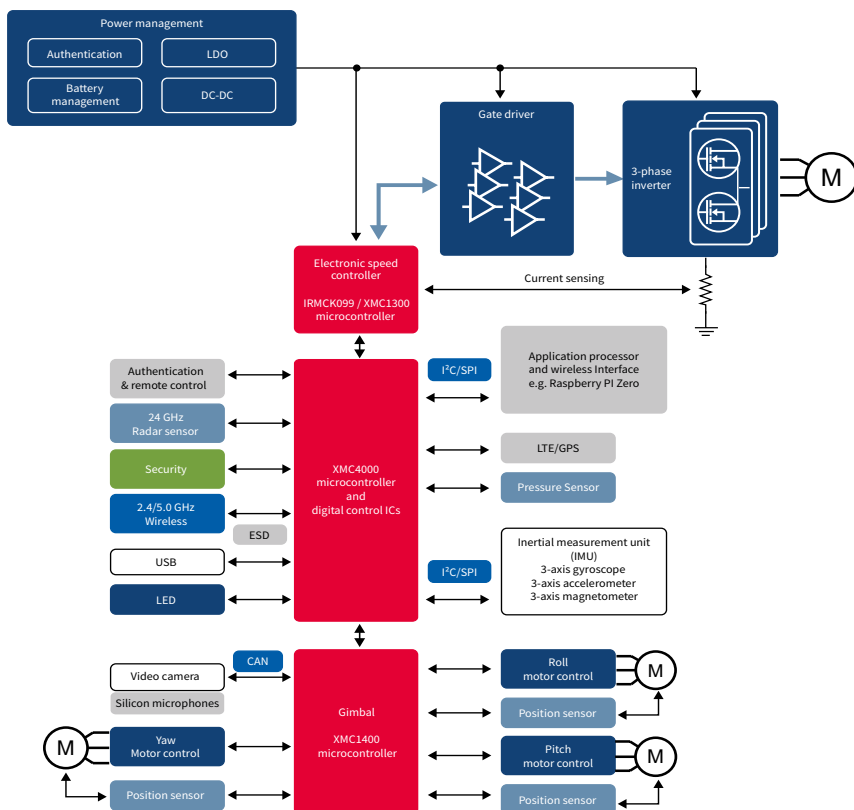 Power management
Authentication
LDO
Battery
management
DC-DC
Gate driver
3-phase
inverter
M
Electronic speed
controller
IRMCK099 / XMC1300
microcontroller
Current sensing
Authentication
& remote control
24 GHz
Radar sensor
Security
2.4/5.0 GHz
Wireless
ESD
USB
LED
XMC4000
microcontroller
and
digital control ICs
I²C/SPI
Application processor
and wireless Interface
e.g. Raspberry PI Zero
LTE/GPS
Pressure Sensor
I²C/SPI
Inertial measurement unit
(IMU)
3-axis gyroscope
3-axis accelerometer
3-axis magnetometer
CAN
Video camera
Silicon microphones
M
Yaw
Motor control
Position sensor
Gimbal
XMC1400
microcontroller
Roll
motor control
M
Position sensor
Pitch
motor control
M
Position sensor